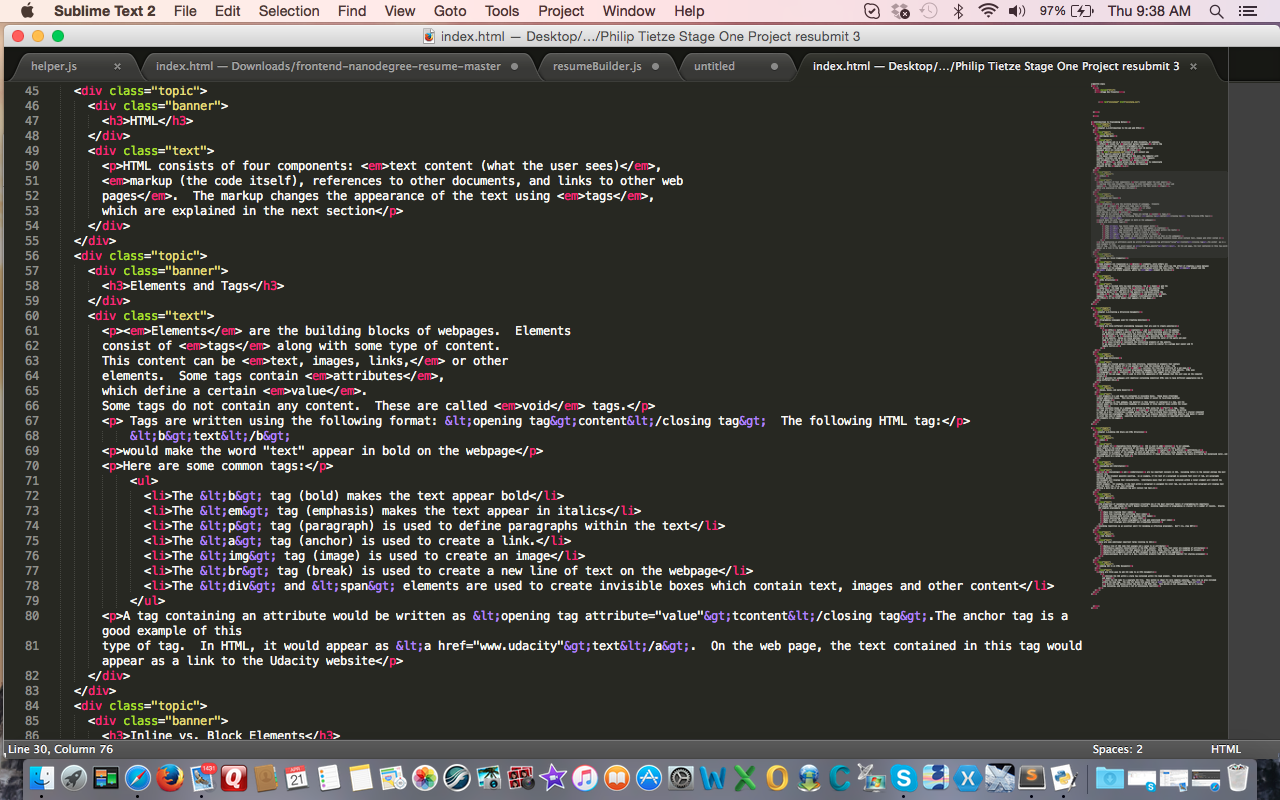 Sublime Text 2 File Edit Selection Find View Goto Tools Project Window Help 97% Thu 9:38 AM
index.html — Desktop/.../Philip Tietze Stage One Project resubmit 3
helper.js × index.html — Downloads/frontend-nanodegree-resume-master resumeBuilder.js untitled index.html — Desktop/.../Philip Tietze Stage One Project resubmit 3 ×
45 <div class="topic">
46 <div class="banner">
47 <h3>HTML</h3>
48 </div>
49 <div class="text">
50 <p>HTML consists of four components: <em>text content (what the user sees)</em>,
51 <em>markup (the code itself), references to other documents, and links to other web
52 pages</em>.  The markup changes the appearance of the text using <em>tags</em>,
53 which are explained in the next section</p>
54 </div>
55 </div>
56 <div class="topic">
57 <div class="banner">
58 <h3>Elements and Tags</h3>
59 </div>
60 <div class="text">
61 <p><em>Elements</em> are the building blocks of webpages.  Elements
62 consist of <em>tags</em> along with some type of content.
63 This content can be <em>text, images, links,</em> or other
64 elements.  Some tags contain <em>attributes</em>,
65 which define a certain <em>value</em>.
66 Some tags do not contain any content.  These are called <em>void</em> tags.</p>
67 <p> Tags are written using the following format: &lt;opening tag&gt;content&lt;/closing tag&gt;  The following HTML tag:</p>
68 &lt;b&gt;text&lt;/b&gt;
69 <p>would make the word "text" appear in bold on the webpage</p>
70 <p>Here are some common tags:</p>
71 <ul>
72 <li>The &lt;b&gt; tag (bold) makes the text appear bold</li>
73 <li>The &lt;em&gt; tag (emphasis) makes the text appear in italics</li>
74 <li>The &lt;p&gt; tag (paragraph) is used to define paragraphs within the text</li>
75 <li>The &lt;a&gt; tag (anchor) is used to create a link.</li>
76 <li>The &lt;img&gt; tag (image) is used to create an image</li>
77 <li>The &lt;br&gt; tag (break) is used to create a new line of text on the webpage</li>
78 <li>The &lt;div&gt; and &lt;span&gt; elements are used to create invisible boxes which contain text, images and other content</li>
79 </ul>
80 <p>A tag containing an attribute would be written as &lt;opening tag attribute="value"&gt;tcontent&lt;/closing tag&gt;.The anchor tag is a
good example of this
81 type of tag.  In HTML, it would appear as &lt;a href="www.udacity"&gt;text&lt;/a&gt;.  On the web page, the text contained in this tag would
appear as a link to the Udacity website</p>
82 </div>
83 </div>
84 <div class="topic">
85 <div class="banner">
86 <h3>Inline vs. Block Elements</h3>
Line 30, Column 76 Spaces: 2 HTML
APR 21